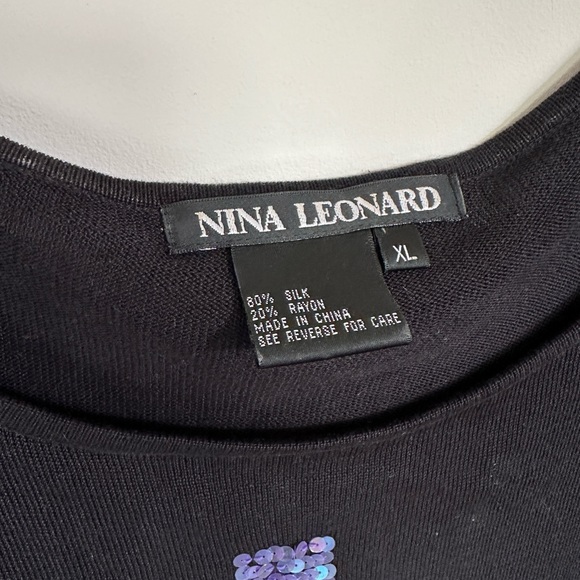 NINA LEONARD
XL
80% SILK
20% RAYON
MADE IN CHINA
SEE REVERSE FOR CARE